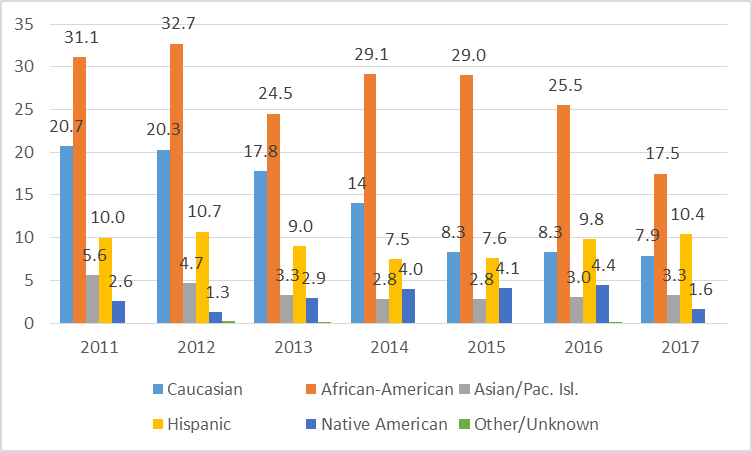 35
30
25
20
15
10
5
0
20.7 31.1 5.6 10.0 2.6
20.3 32.7 4.7 10.7 1.3
17.8 24.5 3.3 9.0 2.9
14 29.1 2.8 7.5 4.0
8.3 29.0 2.8 7.6 4.1
8.3 25.5 3.0 9.8 4.4
7.9 17.5 3.3 10.4 1.6
2011 2012 2013 2014 2015 2016 2017
Caucasian African-American Asian/Pac. Isl.
Hispanic Native American Other/Unknown